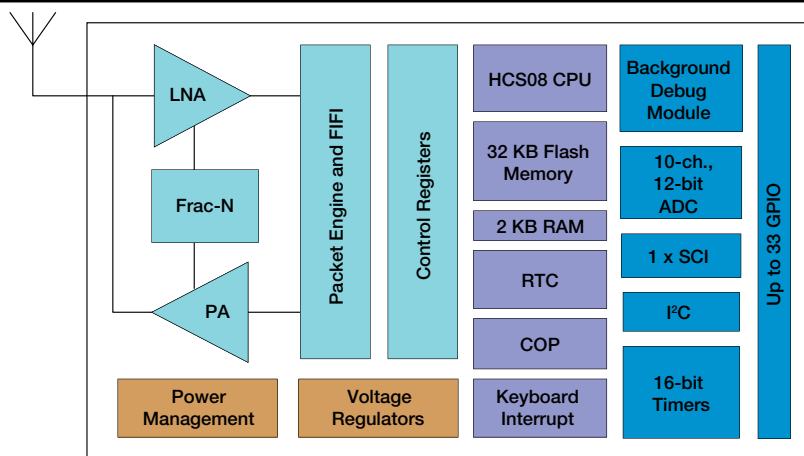 LNA
Frac-N
PA
Packet Engine and FIFI
Control Registers
Power
Management
Voltage
Regulators
HCS08 CPU
32 KB Flash
Memory
2 KB RAM
RTC
COP
Keyboard
Interrupt
Background
Debug
Module
10-ch.,
12-bit
ADC
1 x SCI
I²C
16-bit
Timers
Up to 33 GPIO